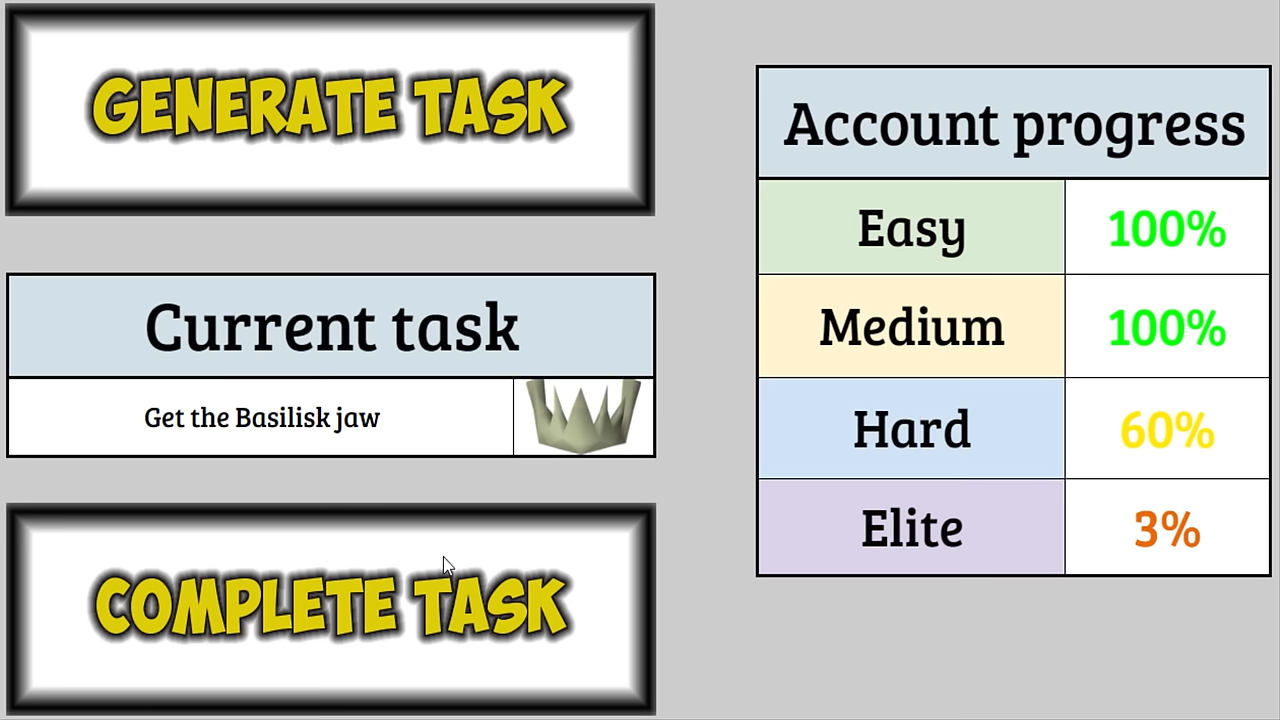 GENERATE TASK
Current task
Get the Basilisk jaw
COMPLETE TASK
Account progress
Easy 100%
Medium 100%
Hard 60%
Elite 3%